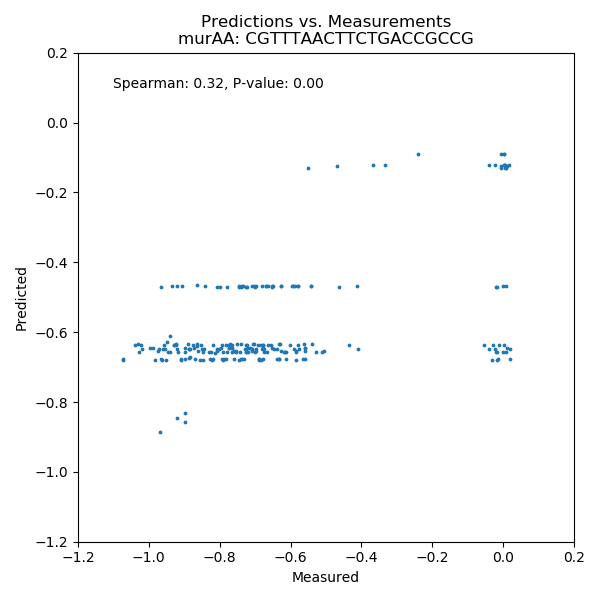 Predictions vs. Measurements
murAA: CGTTTAACTTCTGACCGCCG
Spearman: 0.32, P-value: 0.00
0.2
0.0
−0.2
−0.4
−0.6
−0.8
−1.0
−1.2
Predicted
−1.2 −1.0 −0.8 −0.6 −0.4 −0.2 0.0 0.2
Measured